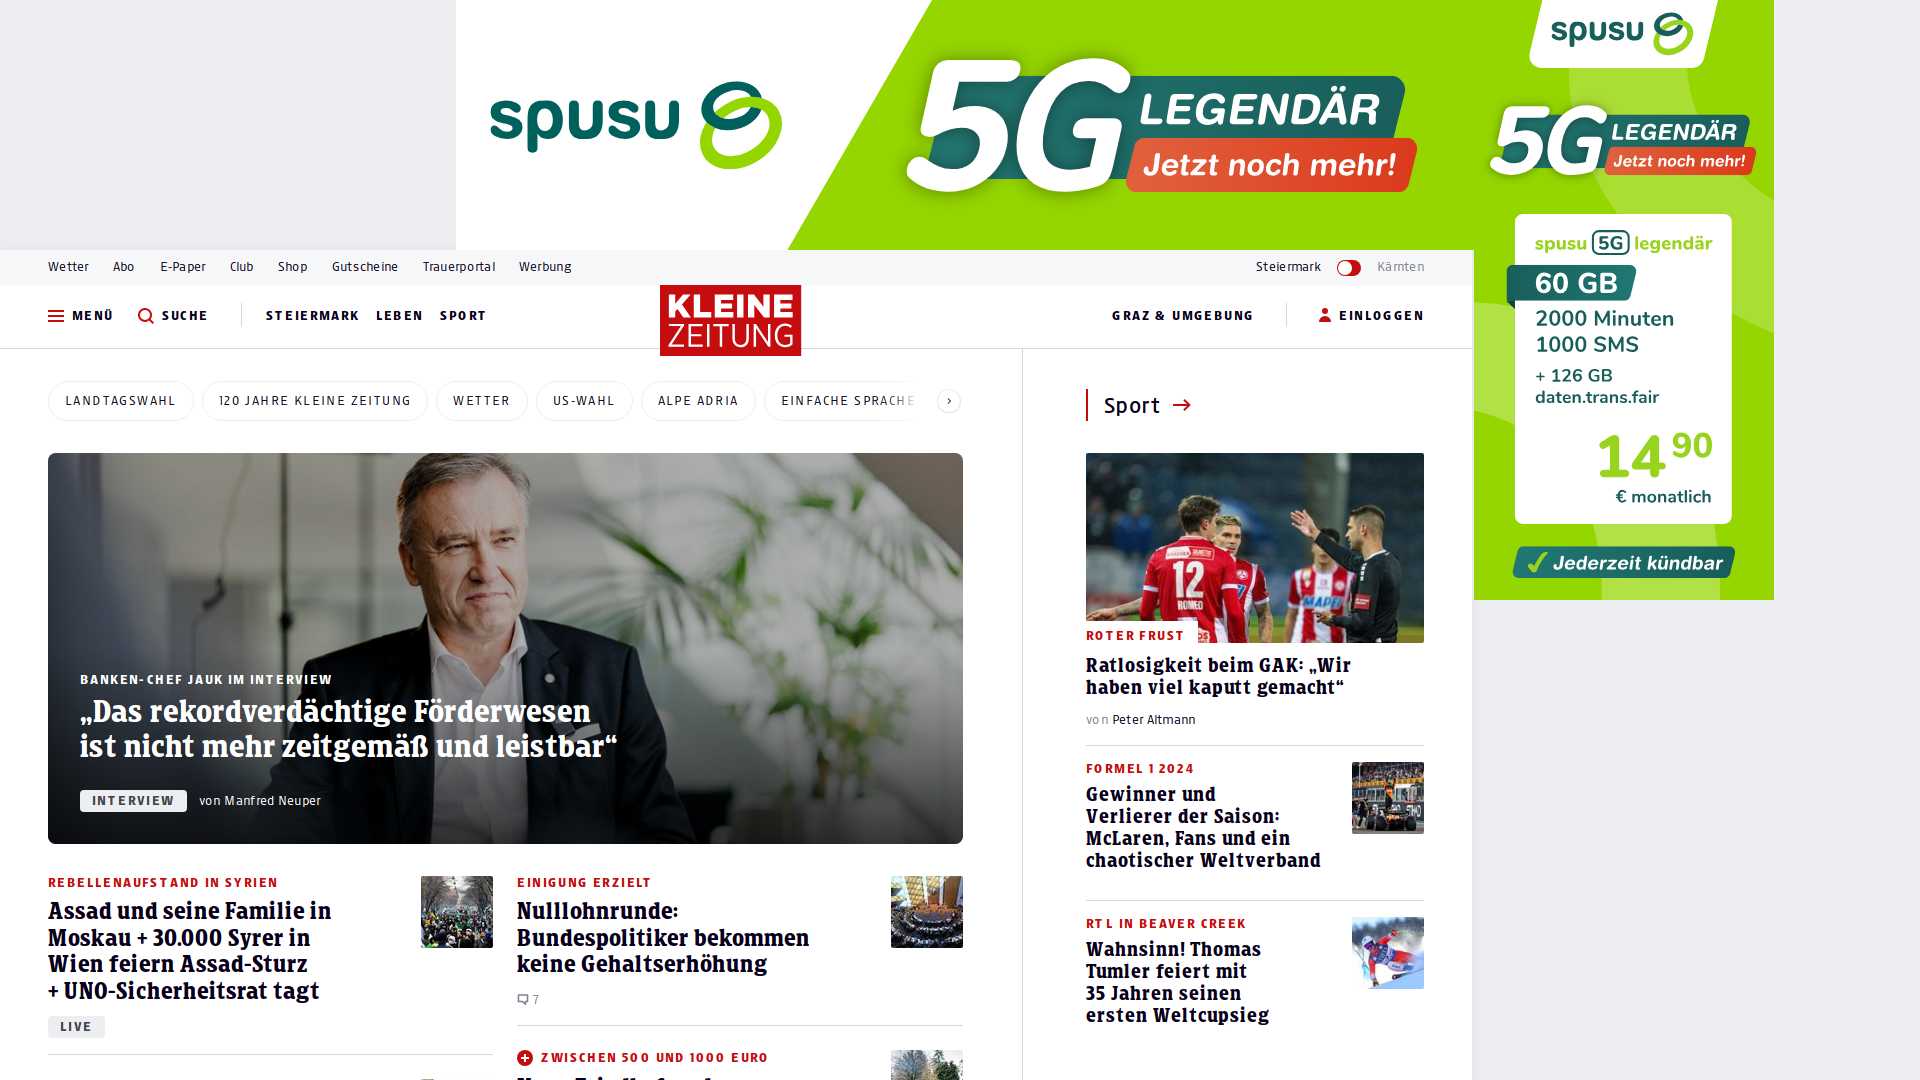 spusu
5G LEGENDÄR
Jetzt noch mehr!
spusu
5G LEGENDÄR
Jetzt noch mehr!
spusu 5G legendär
60 GB
2000 Minuten
1000 SMS
+ 126 GB
daten.trans.fair
14 90
€ monatlich
Jederzeit kündbar
Wetter Abo E-Paper Club Shop Gutscheine Trauerportal Werbung Steiermark Kärnten
MENÜ SUCHE STEIERMARK LEBEN SPORT KLEINE ZEITUNG GRAZ & UMGEBUNG EINLOGGEN
LANDTAGSWAHL 120 JAHRE KLEINE ZEITUNG WETTER US-WAHL ALPE ADRIA EINFACHE SPRACHE
BANKEN-CHEF JAUK IM INTERVIEW
„Das rekordverdächtige Förderwesen
ist nicht mehr zeitgemäß und leistbar“
INTERVIEW von Manfred Neuper
REBELLENAUFSTAND IN SYRIEN
Assad und seine Familie in
Moskau + 30.000 Syrer in
Wien feiern Assad-Sturz
+ UNO-Sicherheitsrat tagt
LIVE
EINIGUNG ERZIELT
Nulllohnrunde:
Bundespolitiker bekommen
keine Gehaltserhöhung
7
ZWISCHEN 500 UND 1000 EURO
Sport
12
ROMEO
MAPEI
ROTER FRUST
Ratlosigkeit beim GAK: „Wir
haben viel kaputt gemacht“
von Peter Altmann
FORMEL 1 2024
Gewinner und
Verlierer der Saison:
McLaren, Fans und ein
chaotischer Weltverband
RTL IN BEAVER CREEK
Wahnsinn! Thomas
Tumler feiert mit
35 Jahren seinen
ersten Weltcupsieg